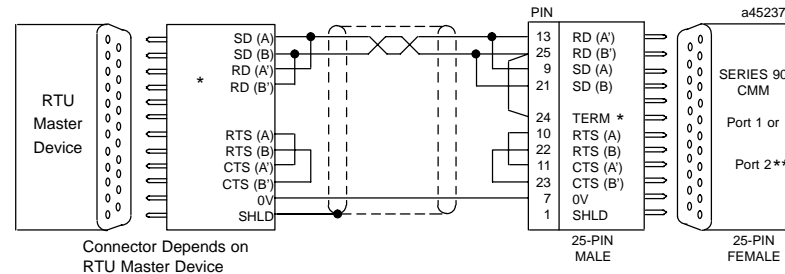 PIN
a45237
SD (A)
SD (B)
RD (A')
RD (B')
*
RTS (A)
RTS (B)
CTS (A')
CTS (B')
0V
SHLD
RTU
Master
Device
Connector Depends on
RTU Master Device
13 RD (A')
25 RD (B')
9 SD (A)
21 SD (B)
24 TERM *
10 RTS (A)
22 RTS (B)
11 CTS (A')
23 CTS (B')
7 0V
1 SHLD
25-PIN
MALE
SERIES 90
CMM
Port 1 or
Port 2**
25-PIN
FEMALE